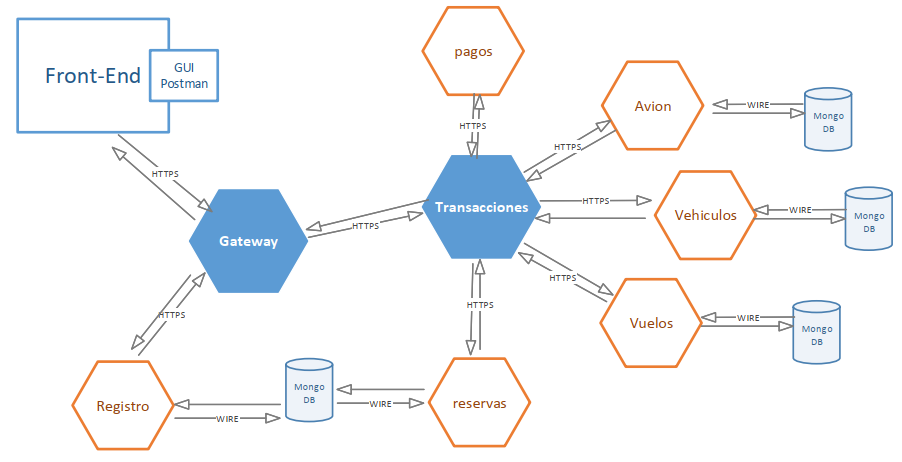 Front-End
GUI
Postman
pagos
HTTPS
Avion
WIRE
Mongo
DB
HTTPS
HTTPS
Transacciones
HTTPS
Vehiculos
WIRE
Mongo
DB
Gateway
HTTPS
HTTPS
HTTPS
Vuelos
WIRE
Mongo
DB
HTTPS
HTTPS
Registro
WIRE
Mongo
DB
WIRE
reservas